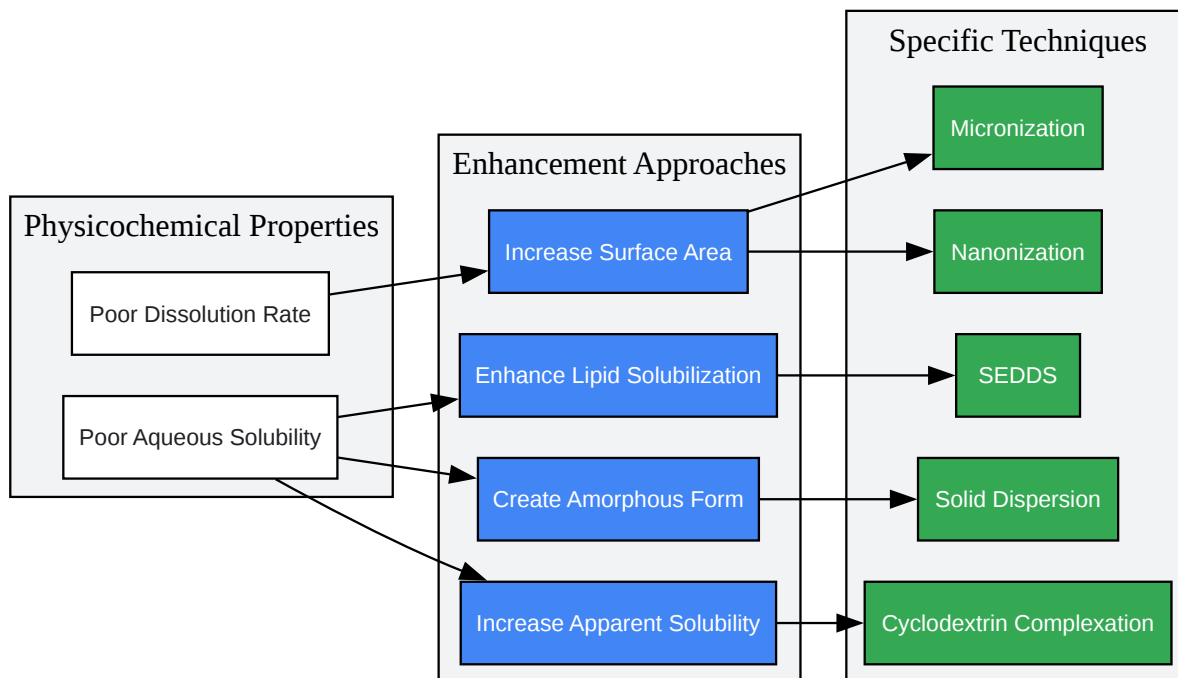 Physicochemical Properties
Poor Dissolution Rate
Poor Aqueous Solubility
Enhancement Approaches
Increase Surface Area
Enhance Lipid Solubilization
Create Amorphous Form
Increase Apparent Solubility
Specific Techniques
Micronization
Nanonization
SEDDS
Solid Dispersion
Cyclodextrin Complexation